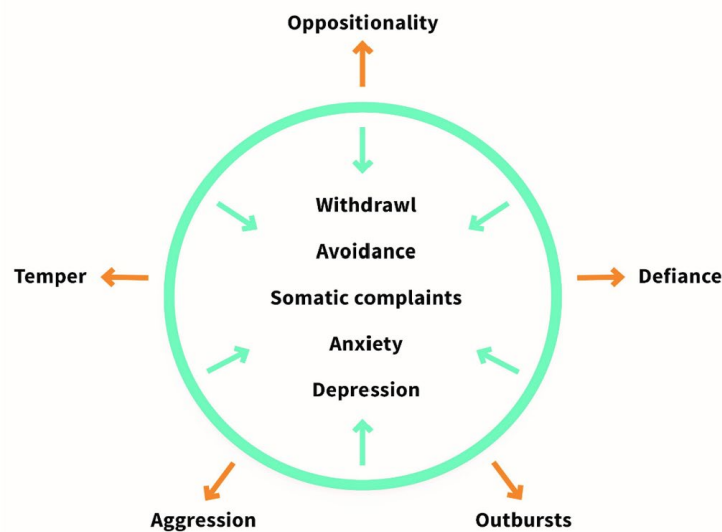 Oppositionality
Withdrawl
Avoidance
Temper
Somatic complaints
Defiance
Anxiety
Depression
Aggression
Outbursts